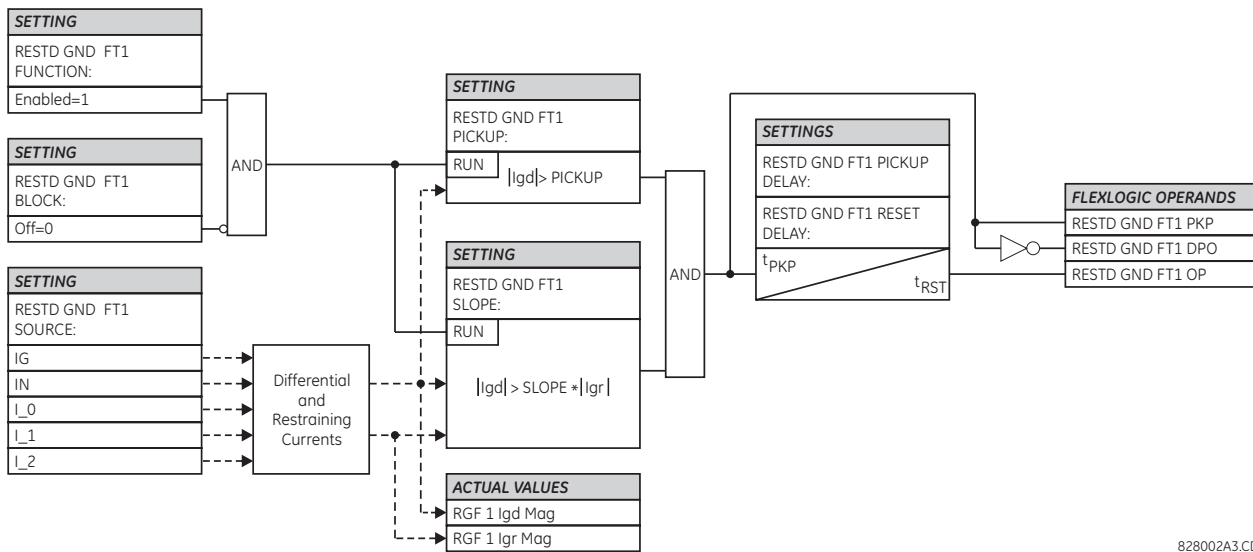 SETTING
RESTD GND FT1
FUNCTION:
Enabled=1
SETTING
RESTD GND FT1
BLOCK:
Off=0
SETTING
RESTD GND FT1
SOURCE:
IG
IN
I_0
I_1
I_2
AND
Differential
and
Restraining
Currents
SETTING
RESTD GND FT1
PICKUP:
RUN
|Igd|> PICKUP
SETTING
RESTD GND FT1
SLOPE:
RUN
|Igd| > SLOPE *|Igr|
ACTUAL VALUES
RGF 1 Igd Mag
RGF 1 Igr Mag
AND
SETTINGS
RESTD GND FT1 PICKUP
DELAY:
RESTD GND FT1 RESET
DELAY:
tPKP
tRST
FLEXLOGIC OPERANDS
RESTD GND FT1 PKP
RESTD GND FT1 DPO
RESTD GND FT1 OP